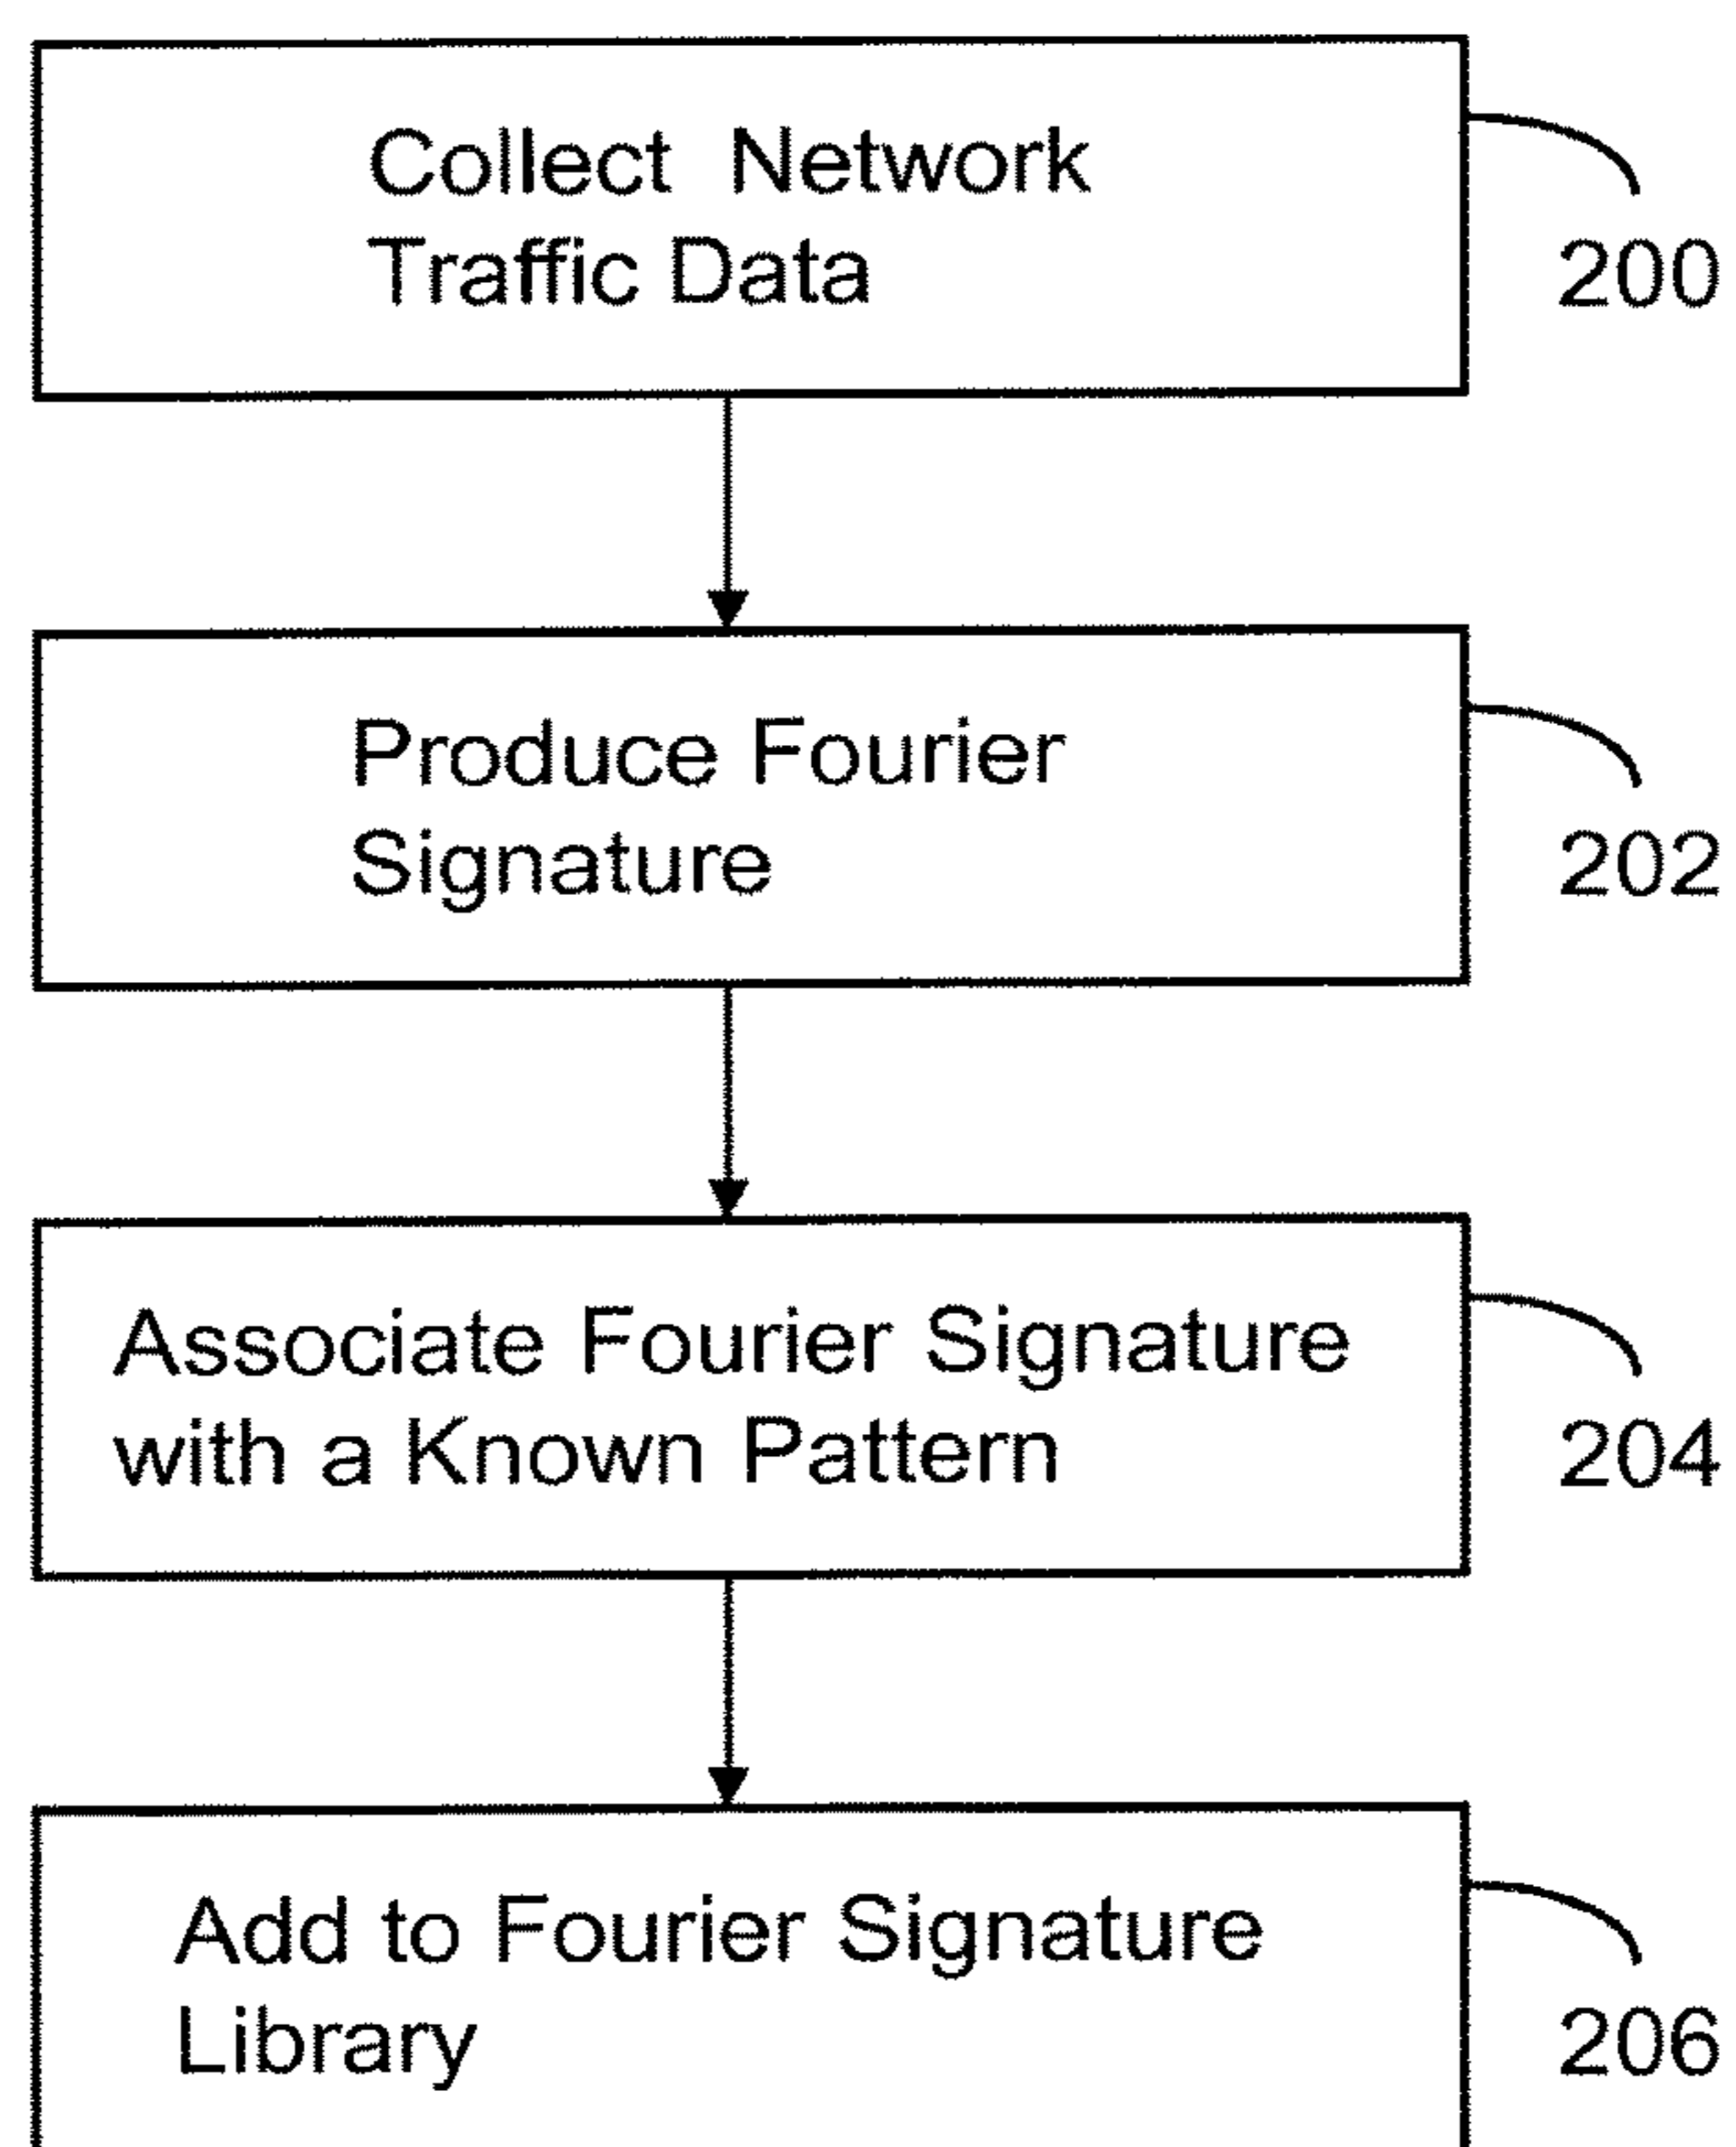 Collect Network
Traffic Data
200
Produce Fourier
Signature
202
Associate Fourier Signature
with a Known Pattern
204
Add to Fourier Signature
Library
206